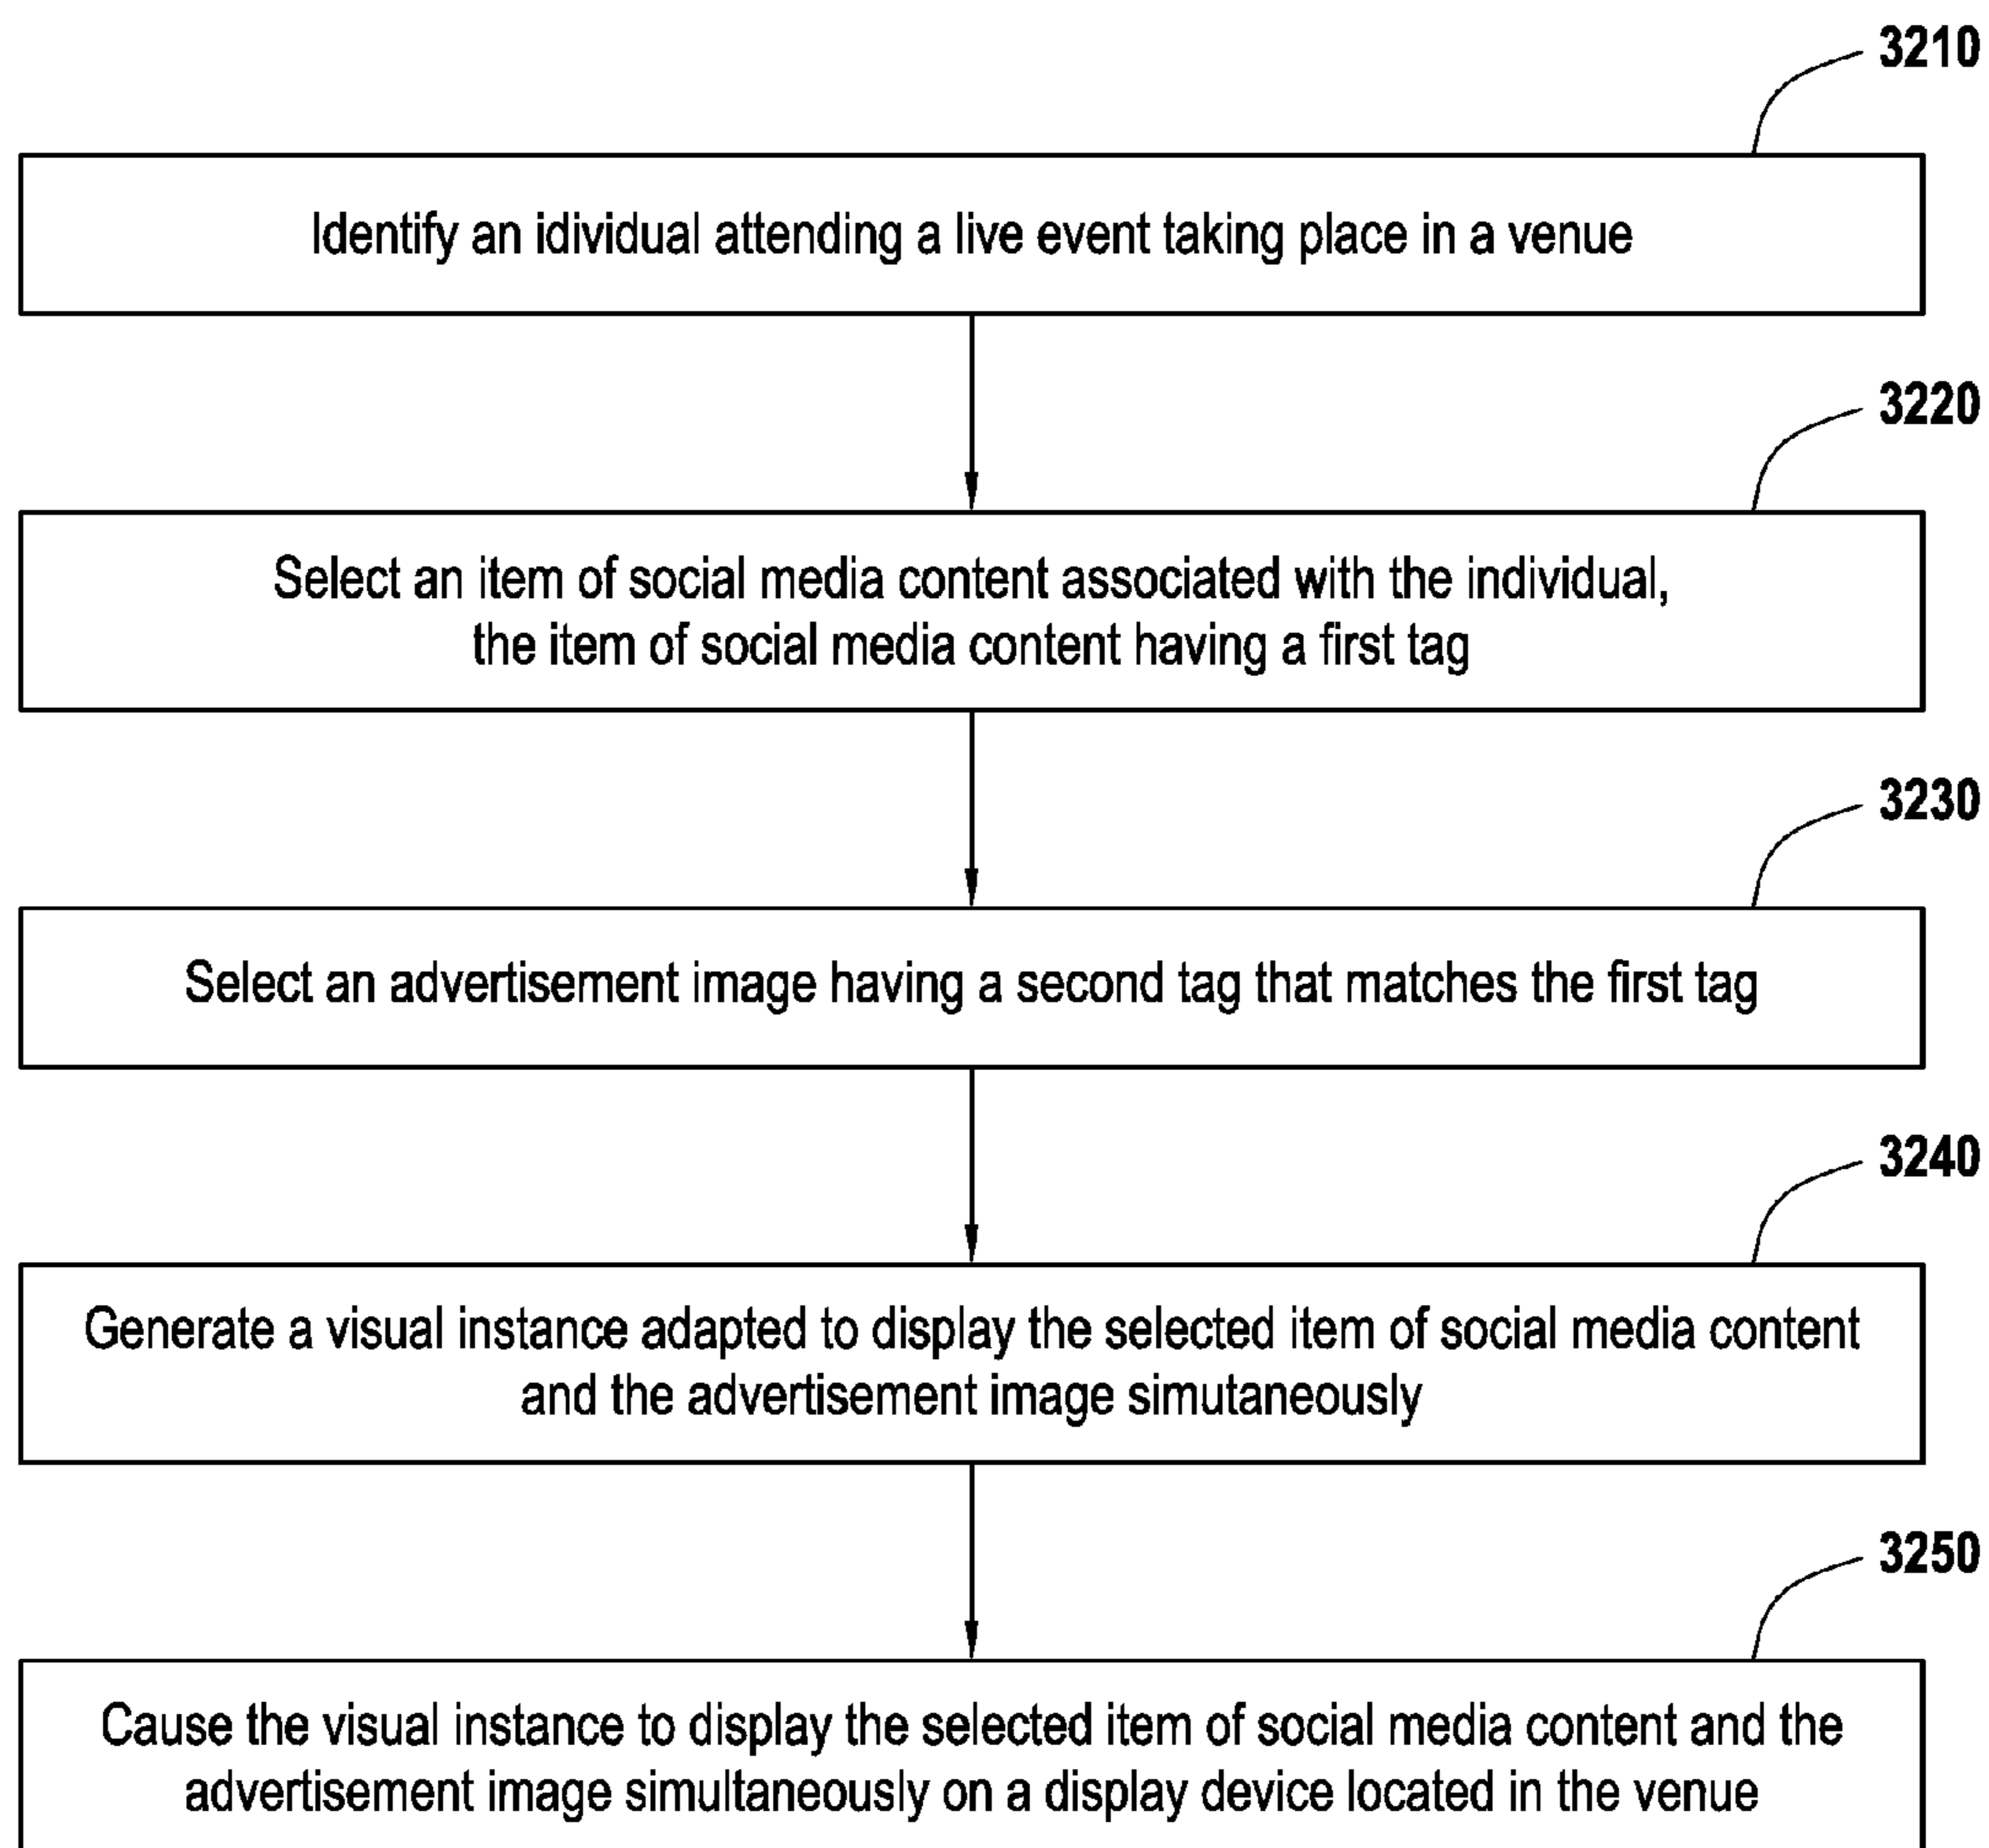 3210
Identify an idividual attending a live event taking place in a venue
3220
Select an item of social media content associated with the individual,
the item of social media content having a first tag
3230
Select an advertisement image having a second tag that matches the first tag
3240
Generate a visual instance adapted to display the selected item of social media content
and the advertisement image simutaneously
3250
Cause the visual instance to display the selected item of social media content and the
advertisement image simultaneously on a display device located in the venue